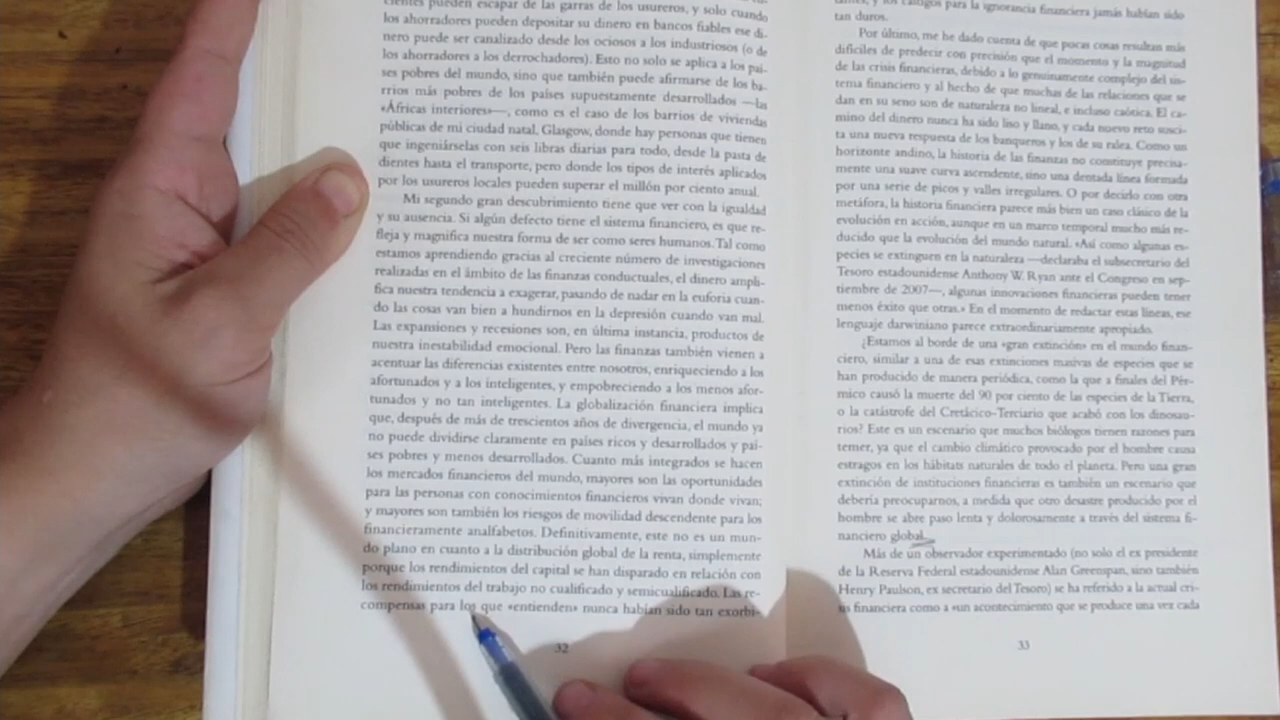 cientes pueden escapar de las garras de los usureros, y solo cuando
los ahorradores pueden depositar su dinero en bancos fiables ese di-
nero puede ser canalizado desde los ociosos a los industriosos (o de
los ahorradores a los derrochadores). Esto no solo se aplica a los paí-
ses pobres del mundo, sino que también puede afirmarse de los ba-
rrios más pobres de los países supuestamente desarrollados —las
«Áfricas interiores»—, como es el caso de los barrios de viviendas
públicas de mi ciudad natal, Glasgow, donde hay personas que tienen
que ingeniárselas con seis libras diarias para todo, desde la pasta de
dientes hasta el transporte, pero donde los tipos de interés aplicados
por los usureros locales pueden superar el millón por ciento anual.
Mi segundo gran descubrimiento tiene que ver con la igualdad
y su ausencia. Si algún defecto tiene el sistema financiero, es que re-
fleja y magnifica nuestra forma de ser como seres humanos. Tal como
estamos aprendiendo gracias al creciente número de investigaciones
realizadas en el ámbito de las finanzas conductuales, el dinero ampli-
fica nuestra tendencia a exagerar, pasando de nadar en la euforia cuan-
do las cosas van bien a hundirnos en la depresión cuando van mal.
Las expansiones y recesiones son, en última instancia, productos de
nuestra inestabilidad emocional. Pero las finanzas también vienen a
acentuar las diferencias existentes entre nosotros, enriqueciendo a los
afortunados y a los inteligentes, y empobreciendo a los menos afor-
tunados y no tan inteligentes. La globalización financiera implica
que, después de más de trescientos años de divergencia, el mundo ya
no puede dividirse claramente en países ricos y desarrollados y paí-
ses pobres y menos desarrollados. Cuanto más integrados se hacen
los mercados financieros del mundo, mayores son las oportunidades
para las personas con conocimientos financieros vivan donde vivan;
y mayores son también los riesgos de movilidad descendente para los
financieramente analfabetos. Definitivamente, este no es un mun-
do plano en cuanto a la distribución global de la renta, simplemente
porque los rendimientos del capital se han disparado en relación con
los rendimientos del trabajo no cualificado y semicualificado. Las re-
compensas para los que «entienden» nunca habían sido tan exorbi-
32
tantes, y los castigos para la ignorancia financiera jamás habían sido
tan duros.
Por último, me he dado cuenta de que pocas cosas resultan más
difíciles de predecir con precisión que el momento y la magnitud
de las crisis financieras, debido a lo genuinamente complejo del sis-
tema financiero y al hecho de que muchas de las relaciones que se
dan en su seno son de naturaleza no lineal, e incluso caótica. El ca-
mino del dinero nunca ha sido liso y llano, y cada nuevo reto susci-
ta una nueva respuesta de los banqueros y los de su ralea. Como un
horizonte andino, la historia de las finanzas no constituye precisa-
mente una suave curva ascendente, sino una dentada línea formada
por una serie de picos y valles irregulares. O por decirlo con otra
metáfora, la historia financiera parece más bien un caso clásico de la
evolución en acción, aunque en un marco temporal mucho más re-
ducido que la evolución del mundo natural. «Así como algunas es-
pecies se extinguen en la naturaleza —declaraba el subsecretario del
Tesoro estadounidense Anthony W. Ryan ante el Congreso en sep-
tiembre de 2007—, algunas innovaciones financieras pueden tener
menos éxito que otras.» En el momento de redactar estas líneas, ese
lenguaje darwiniano parece extraordinariamente apropiado.
¿Estamos al borde de una «gran extinción» en el mundo finan-
ciero, similar a una de esas extinciones masivas de especies que se
han producido de manera periódica, como la que a finales del Pér-
mico causó la muerte del 90 por ciento de las especies de la Tierra,
o la catástrofe del Cretácico-Terciario que acabó con los dinosau-
rios? Este es un escenario que muchos biólogos tienen razones para
temer, ya que el cambio climático provocado por el hombre causa
estragos en los hábitats naturales de todo el planeta. Pero una gran
extinción de instituciones financieras es también un escenario que
debería preocuparnos, a medida que otro desastre producido por el
hombre se abre paso lenta y dolorosamente a través del sistema fi-
nanciero global.
Más de un observador experimentado (no solo el ex presidente
de la Reserva Federal estadounidense Alan Greenspan, sino también
Henry Paulson, ex secretario del Tesoro) se ha referido a la actual cri-
sis financiera como a «un acontecimiento que se produce una vez cada
33